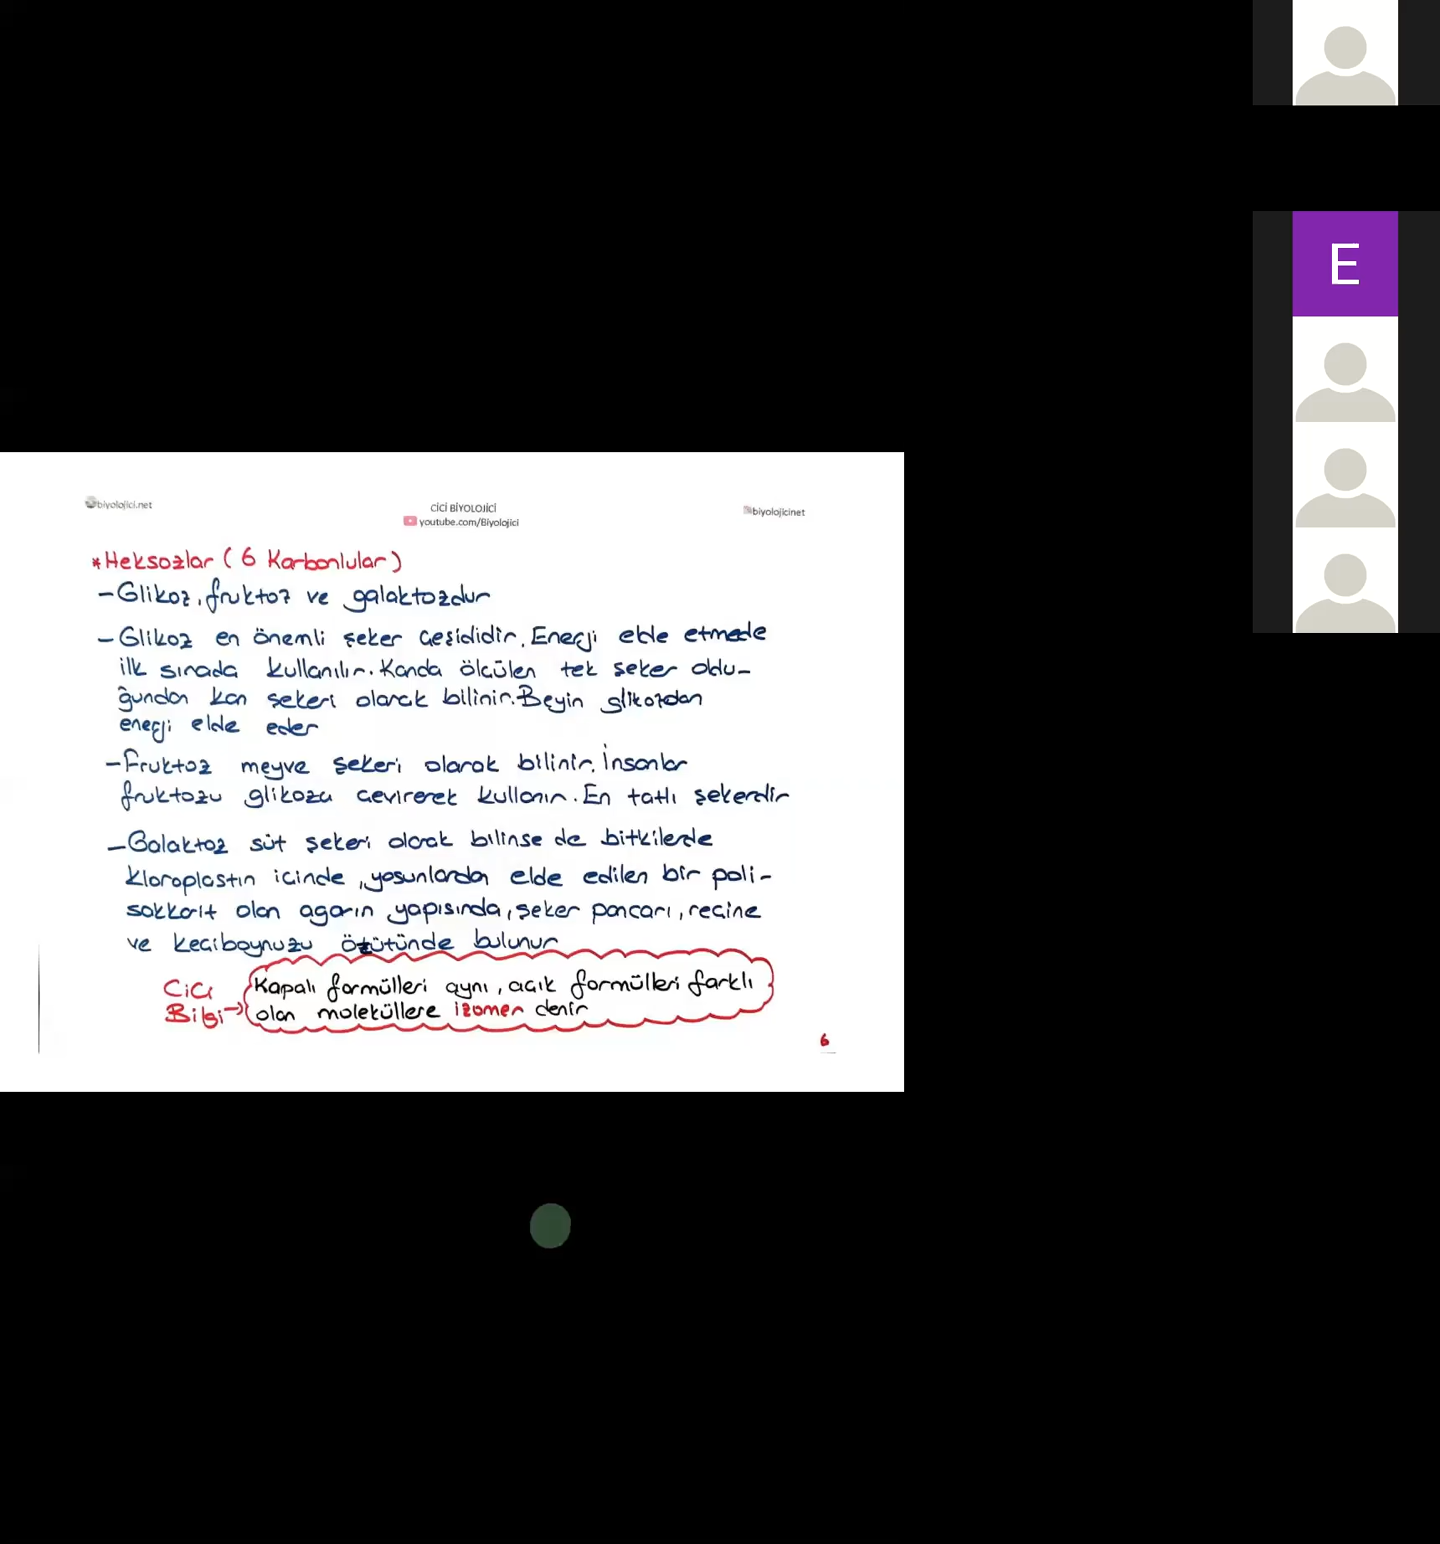 biyolojici.net
CİCİ BİYOLOJİCİ
youtube.com/Biyolojici
biyolojicinet
*Heksozlar ( 6 Karbonlular )
- Glikoz, fruktoz ve galaktozdur
- Glikoz en önemli şeker çeşididir. Enerji elde etmede
ilk sırada kullanılır. Kanda ölçülen tek şeker oldu-
ğundan kan şekeri olarak bilinir. Beyin glikozdan
enerji elde eder
- Fruktoz meyve şekeri olarak bilinir. İnsanlar
fruktozu glikoza çevirerek kullanır. En tatlı şekerdir
- Galaktoz süt şekeri olarak bilinse de bitkilerde
kloroplastın içinde, yosunlardan elde edilen bir poli-
sakkarit olan agarın yapısında, şeker pancarı, reçine
ve keçiboynuzu özütünde bulunur
Cici
Bilgi →
Kapalı formülleri aynı, açık formülleri farklı
olan moleküllere izomer denir
6
E